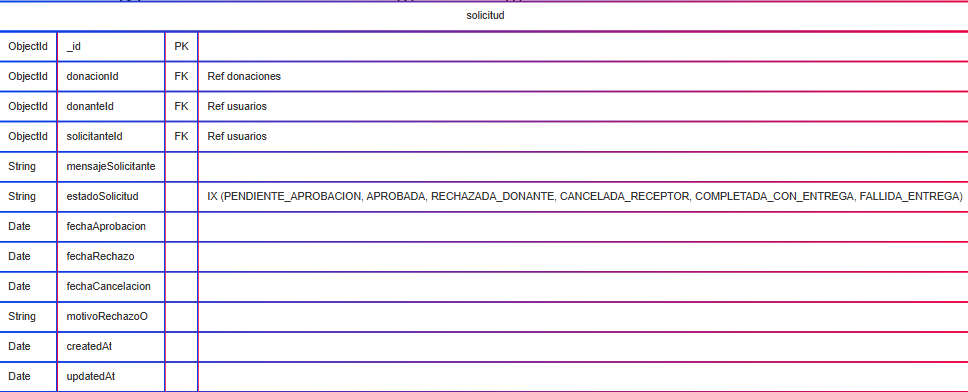 solicitud
ObjectId _id PK
ObjectId donacionId FK Ref donaciones
ObjectId donanteId FK Ref usuarios
ObjectId solicitanteId FK Ref usuarios
String mensajeSolicitante
String estadoSolicitud IX (PENDIENTE_APROBACION, APROBADA, RECHAZADA_DONANTE, CANCELADA_RECEPTOR, COMPLETADA_CON_ENTREGA, FALLIDA_ENTREGA)
Date fechaAprobacion
Date fechaRechazo
Date fechaCancelacion
String motivoRechazoO
Date createdAt
Date updatedAt